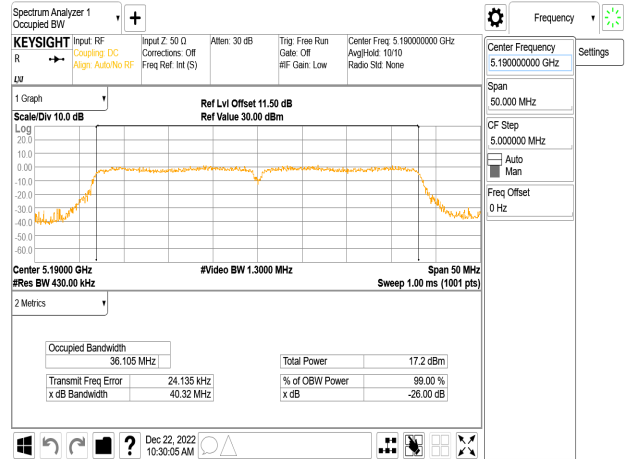 Spectrum Analyzer 1
Occupied BW
Frequency
KEYSIGHT
R
Input: RF
Coupling: DC
Align: Auto/No RF
Input Z: 50 Ω
Corrections: Off
Freq Ref: Int (S)
Atten: 30 dB
Trig: Free Run
Gate: Off
#IF Gain: Low
Center Freq: 5.190000000 GHz
Avg|Hold: 10/10
Radio Std: None
LXI
Center Frequency
5.190000000 GHz
Settings
Span
50.000 MHz
CF Step
5.000000 MHz
Auto
Man
Freq Offset
0 Hz
1 Graph
Ref Lvl Offset 11.50 dB
Scale/Div 10.0 dB
Ref Value 30.00 dBm
Log
20.0
10.0
0.00
-10.0
-20.0
-30.0
-40.0
-50.0
-60.0
Center 5.19000 GHz
#Video BW 1.3000 MHz
Span 50 MHz
#Res BW 430.00 kHz
Sweep 1.00 ms (1001 pts)
2 Metrics
Occupied Bandwidth
36.105 MHz
Total Power 17.2 dBm
Transmit Freq Error 24.135 kHz
% of OBW Power 99.00 %
x dB Bandwidth 40.32 MHz
x dB -26.00 dB
?
Dec 22, 2022
10:30:05 AM